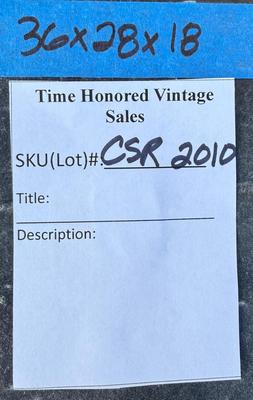 36x28x18
Time Honored Vintage
Sales
SKU(Lot)#: CSR 2010
Title:
Description: